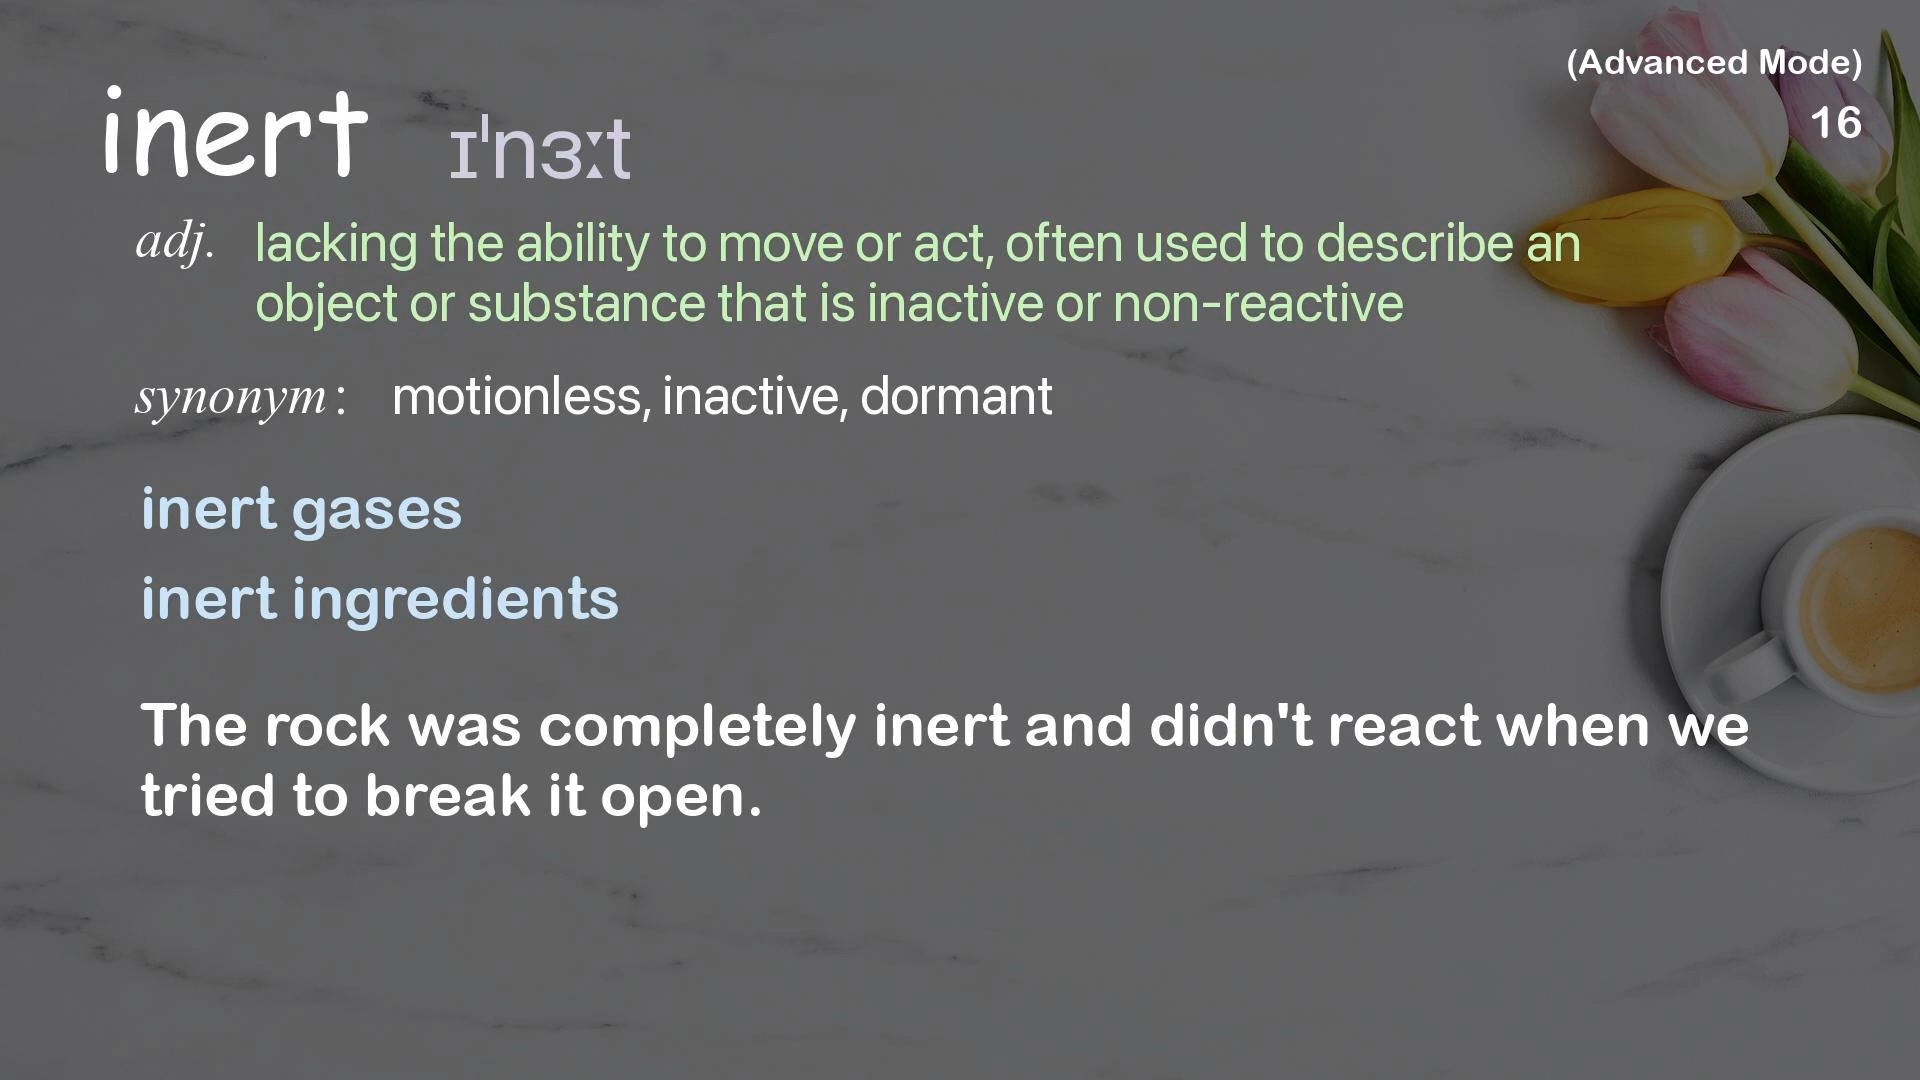 (Advanced Mode)
16
inert ɪˈnɜːt
adj. lacking the ability to move or act, often used to describe an
object or substance that is inactive or non-reactive
synonym: motionless, inactive, dormant
inert gases
inert ingredients
The rock was completely inert and didn't react when we
tried to break it open.